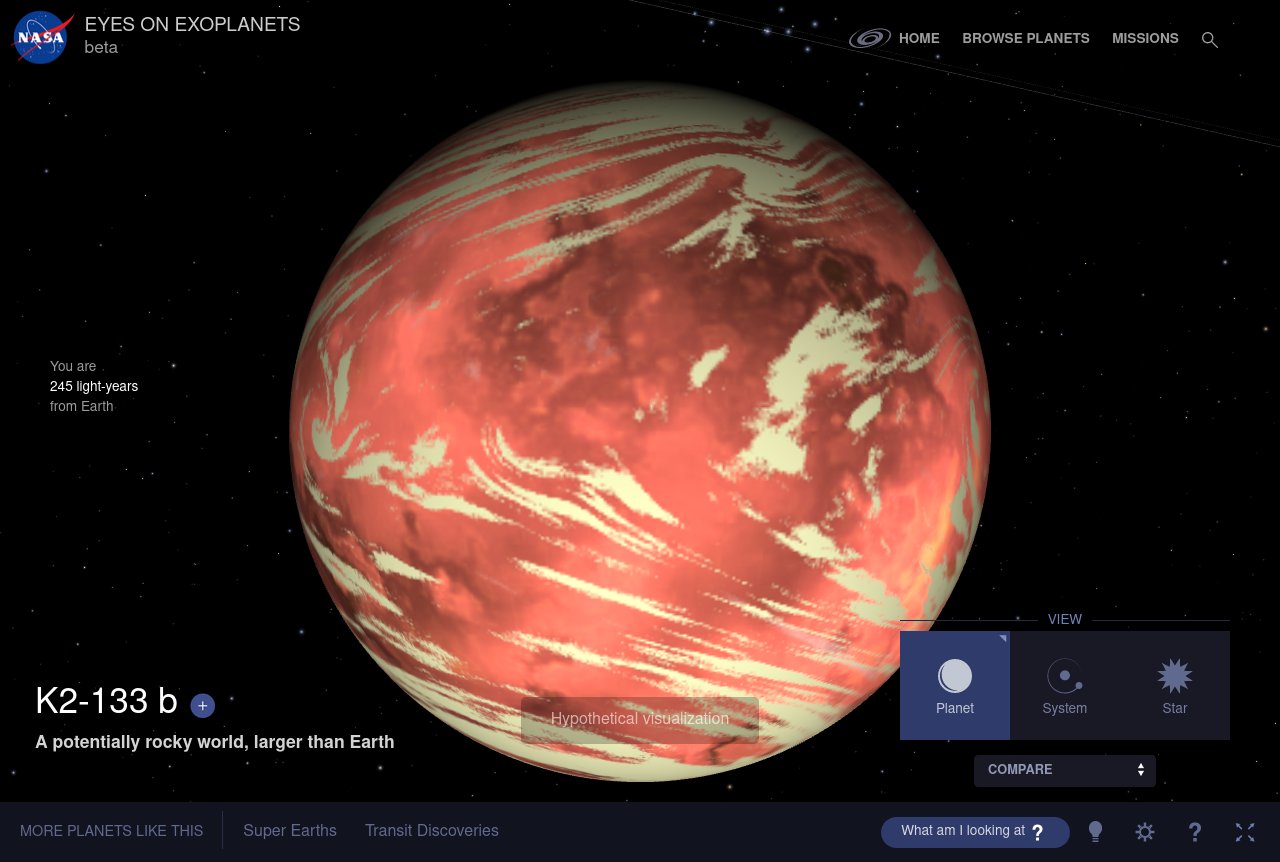 NASA
EYES ON EXOPLANETS
beta
HOME
BROWSE PLANETS
MISSIONS
You are
245 light-years
from Earth
K2-133 b +
A potentially rocky world, larger than Earth
Hypothetical visualization
VIEW
Planet
System
Star
COMPARE
MORE PLANETS LIKE THIS
Super Earths
Transit Discoveries
What am I looking at ?
?